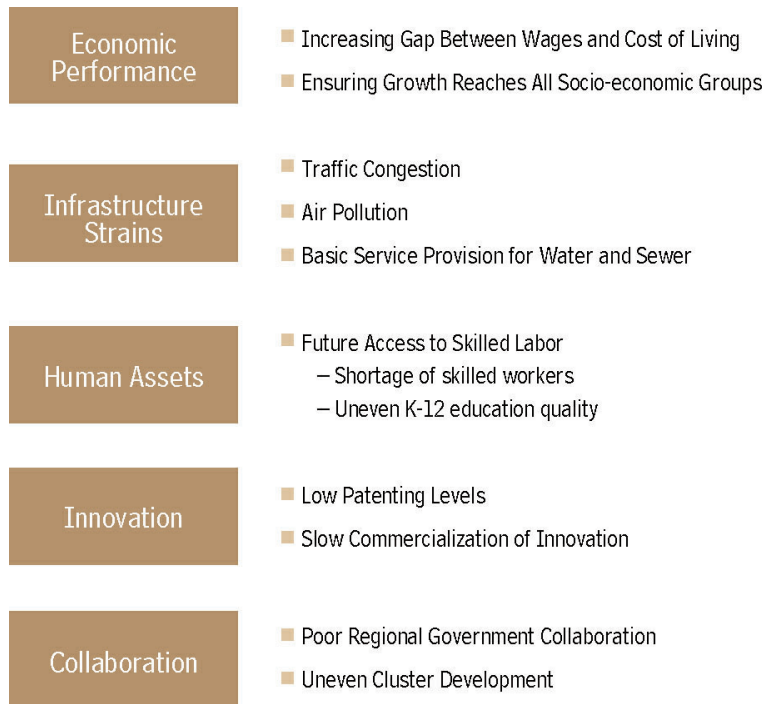 Economic
Performance
■ Increasing Gap Between Wages and Cost of Living
■ Ensuring Growth Reaches All Socio-economic Groups
Infrastructure
Strains
■ Traffic Congestion
■ Air Pollution
■ Basic Service Provision for Water and Sewer
Human Assets
■ Future Access to Skilled Labor
– Shortage of skilled workers
– Uneven K-12 education quality
Innovation
■ Low Patenting Levels
■ Slow Commercialization of Innovation
Collaboration
■ Poor Regional Government Collaboration
■ Uneven Cluster Development